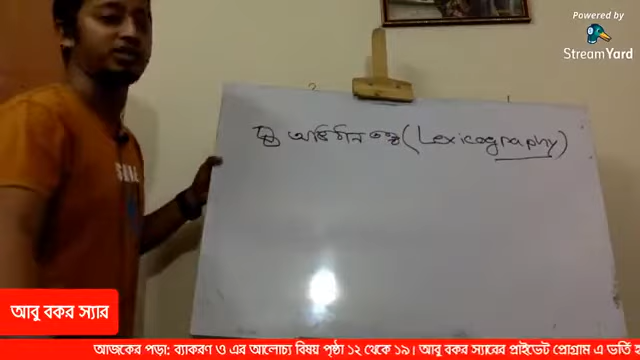 Powered by
StreamYard
অভিধান তত্ত্ব (Lexicography)
আবু বকর স্যার
আজকের পড়া: ব্যাকরণ ও এর আলোচ্য বিষয় পৃষ্ঠা ১২ থেকে ১৯। আবু বকর স্যারের প্রাইভেট প্রোগ্রাম এ ভর্তি